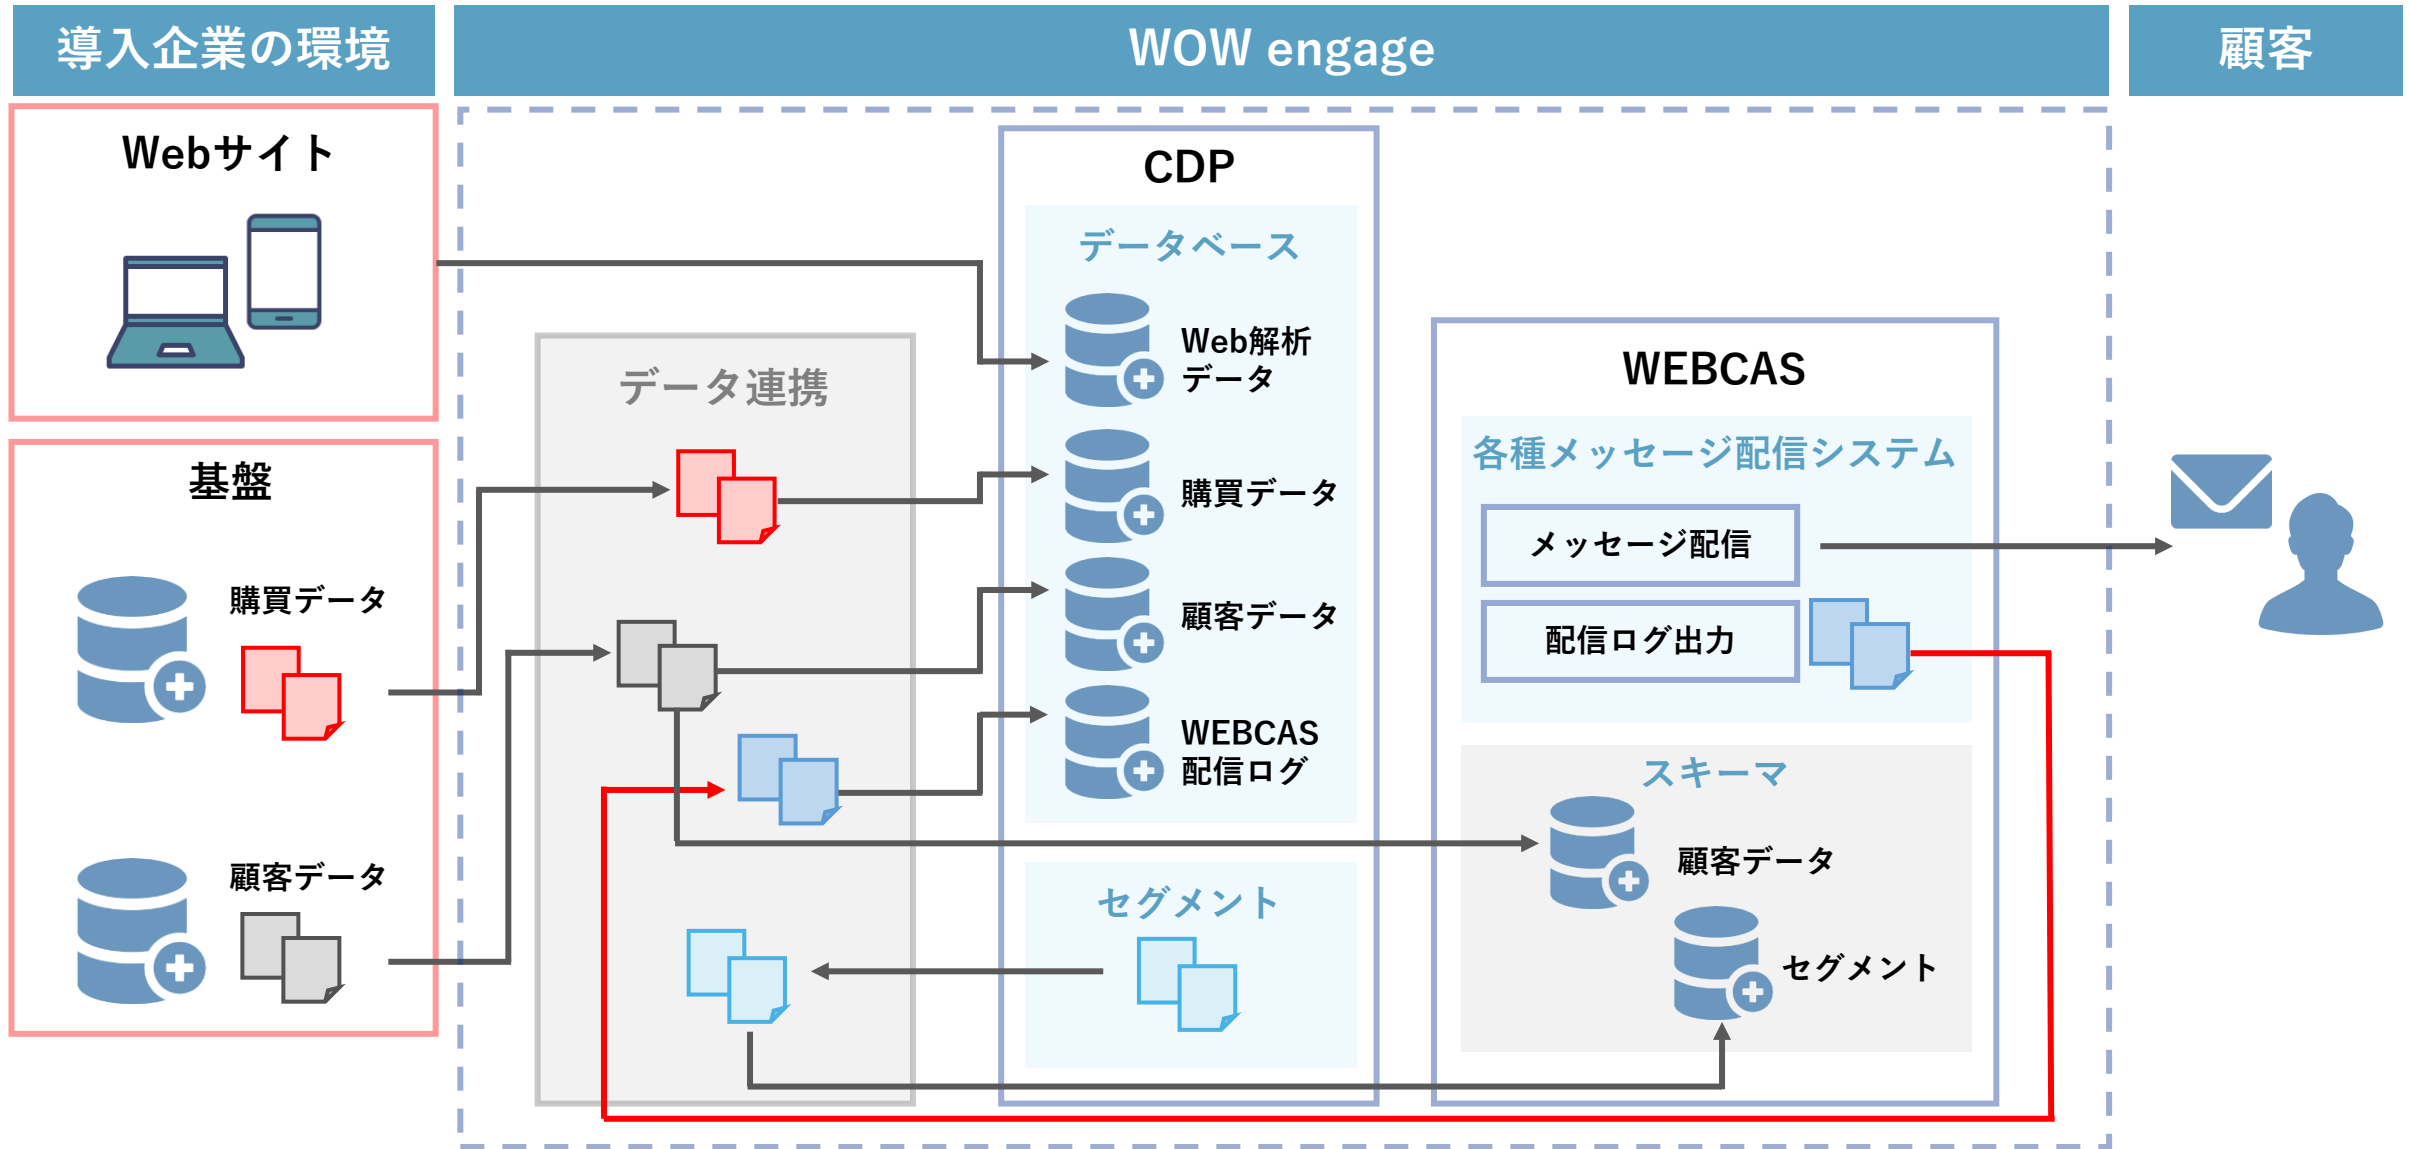 導入企業の環境
WOW engage
顧客
Webサイト
基盤
購買データ
顧客データ
データ連携
CDP
データベース
Web解析
データ
購買データ
顧客データ
WEBCAS
配信ログ
セグメント
WEBCAS
各種メッセージ配信システム
メッセージ配信
配信ログ出力
スキーマ
顧客データ
セグメント